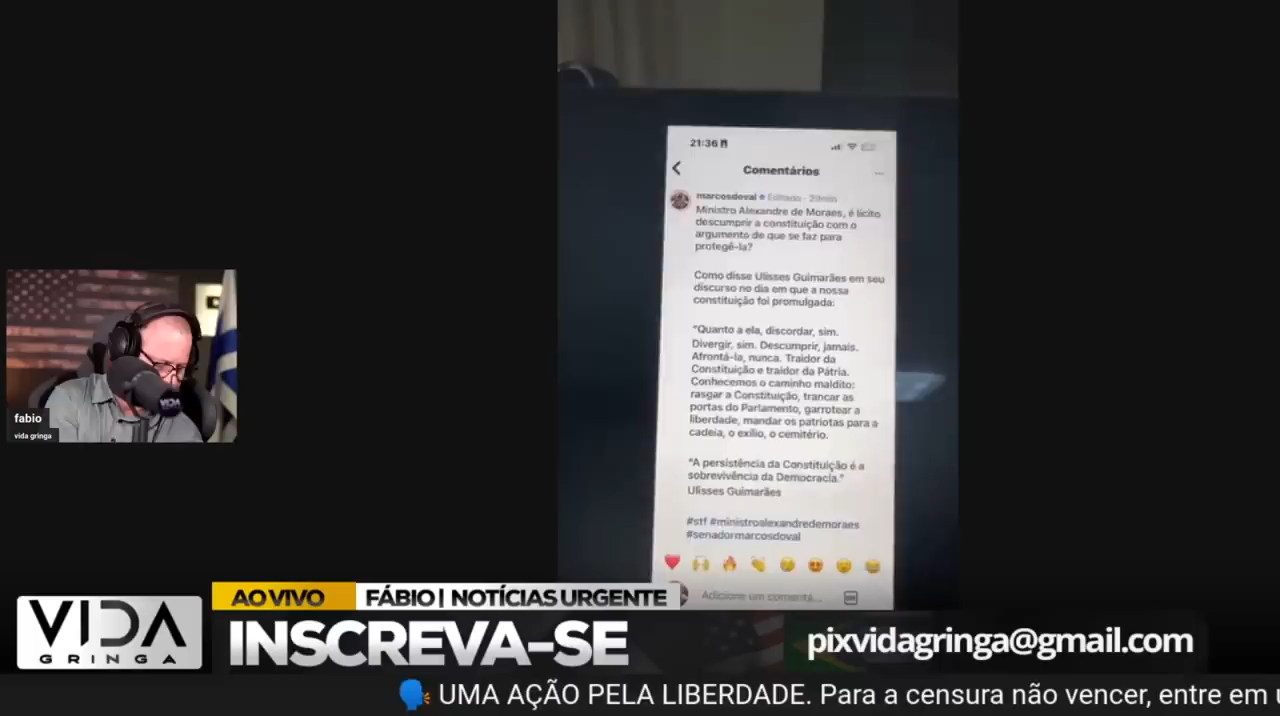 21:36
Comentários
marcosdoval Editado · 29min
Ministro Alexandre de Moraes, é lícito
descumprir a constituição com o
argumento de que se faz para
protegê-la?
Como disse Ulisses Guimarães em seu
discurso no dia em que a nossa
constituição foi promulgada:
"Quanto a ela, discordar, sim.
Divergir, sim. Descumprir, jamais.
Afrontá-la, nunca. Traidor da
Constituição e traidor da Pátria.
Conhecemos o caminho maldito:
rasgar a Constituição, trancar as
portas do Parlamento, garrotear a
liberdade, mandar os patriotas para a
cadeia, o exílio, o cemitério.
"A persistência da Constituição é a
sobrevivência da Democracia."
Ulisses Guimarães
#stf #ministroalexandredemoraes
#senadormarcosdoval
Adicione um comentá...
fabio
vida gringa
VIDA
VIDA
GRINGA
AO VIVO
FÁBIO | NOTÍCIAS URGENTE
INSCREVA-SE
pixvidagringa@gmail.com
🗣️ UMA AÇÃO PELA LIBERDADE. Para a censura não vencer, entre em